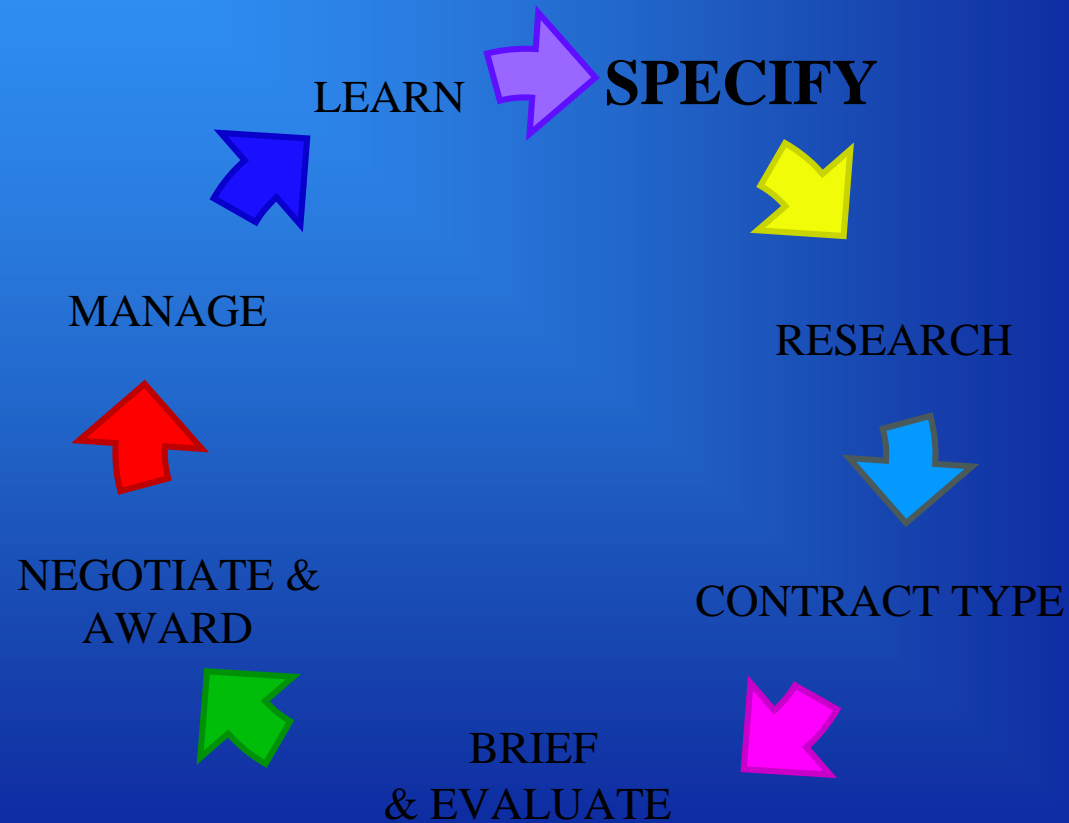 LEARN
SPECIFY
MANAGE
RESEARCH
NEGOTIATE &
AWARD
CONTRACT TYPE
BRIEF
& EVALUATE